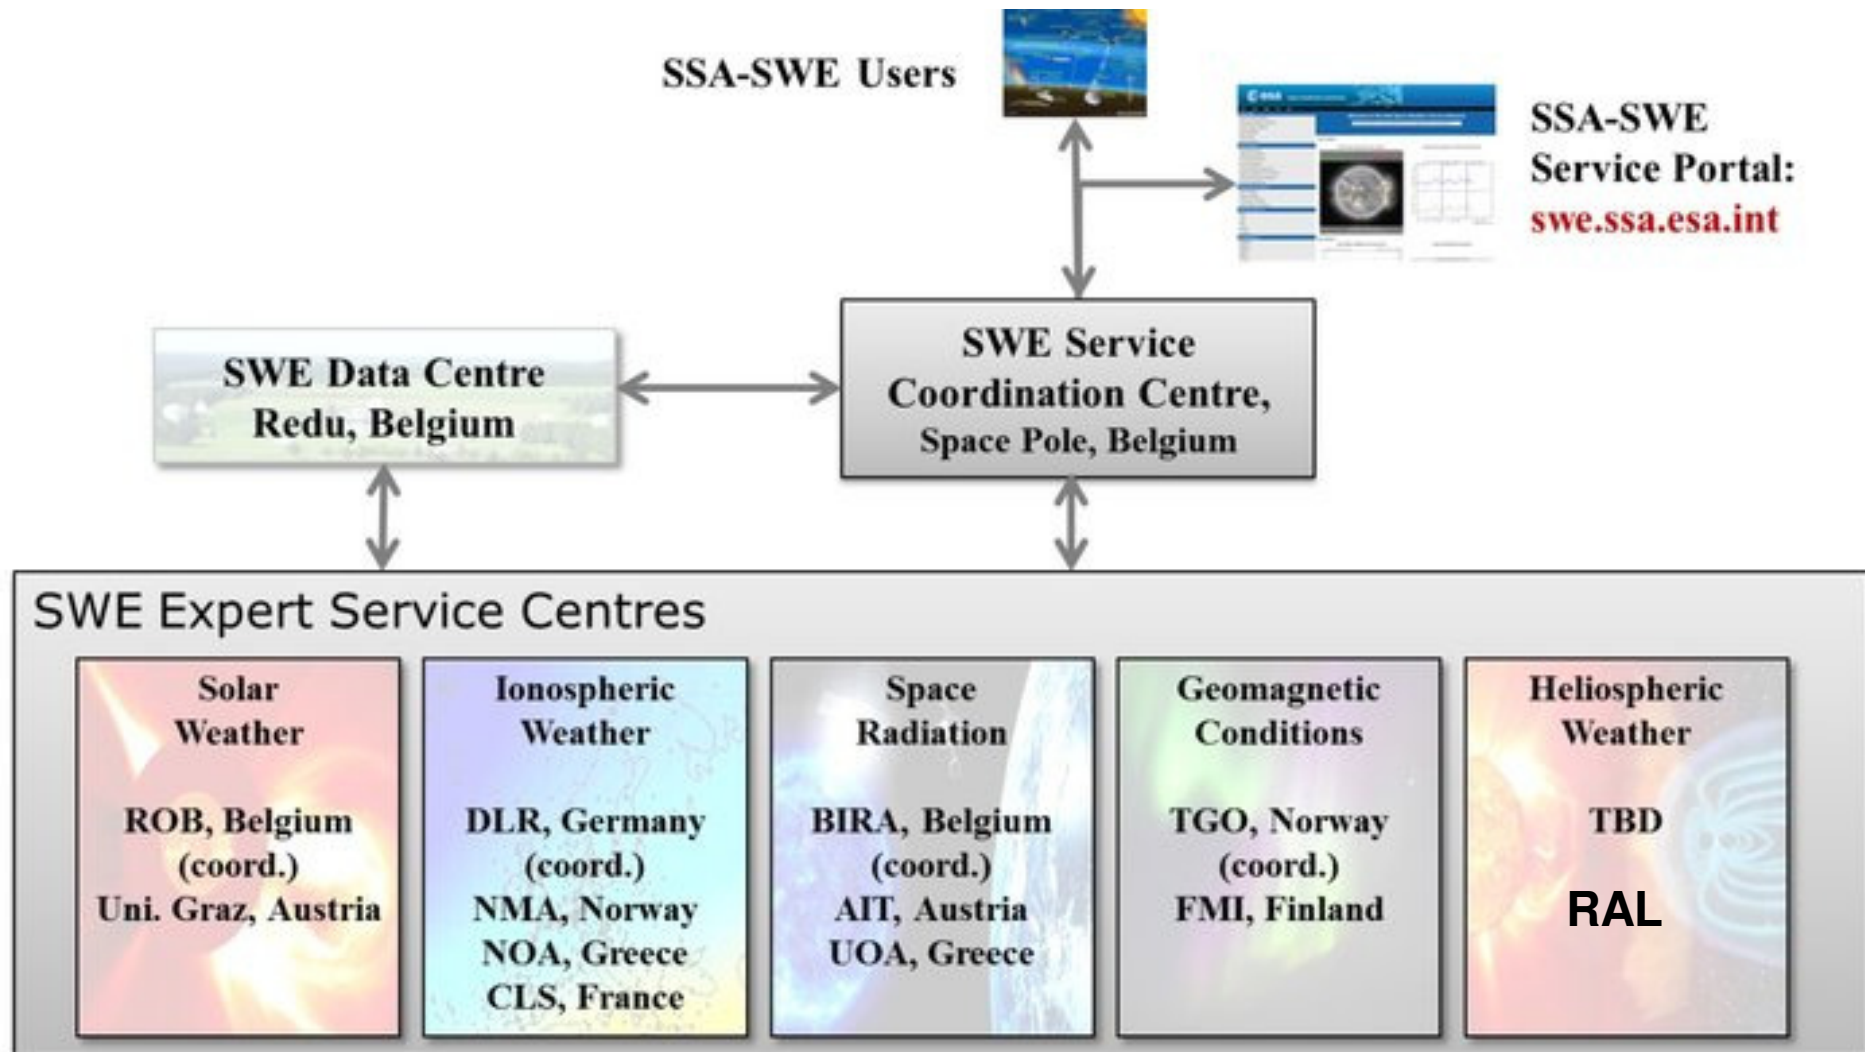 SSA-SWE Users
esa
SSA-SWE
Service Portal:
swe.ssa.esa.int
SWE Data Centre
Redu, Belgium
SWE Service
Coordination Centre,
Space Pole, Belgium
SWE Expert Service Centres
Solar
Weather
ROB, Belgium
(coord.)
Uni. Graz, Austria
Ionospheric
Weather
DLR, Germany
(coord.)
NMA, Norway
NOA, Greece
CLS, France
Space
Radiation
BIRA, Belgium
(coord.)
AIT, Austria
UOA, Greece
Geomagnetic
Conditions
TGO, Norway
(coord.)
FMI, Finland
Heliospheric
Weather
TBD
RAL